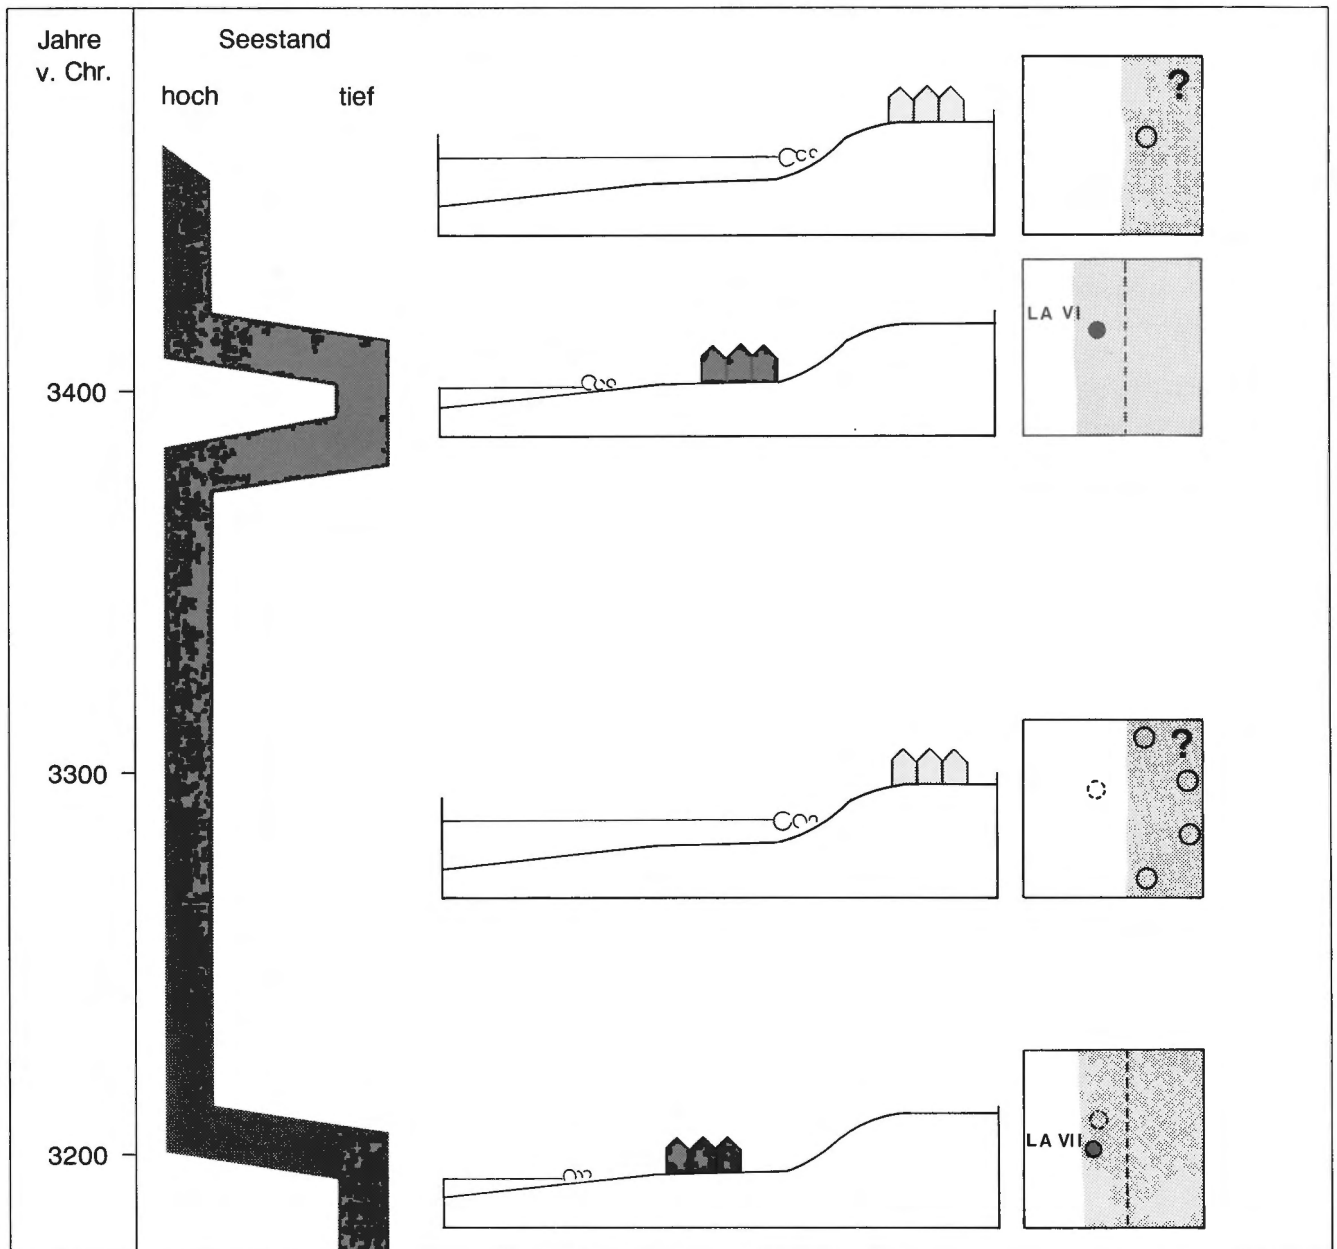 Jahre
v. Chr.
Seestand
hoch tief
?
LA VI
3400
3300
?
3200
LA VII